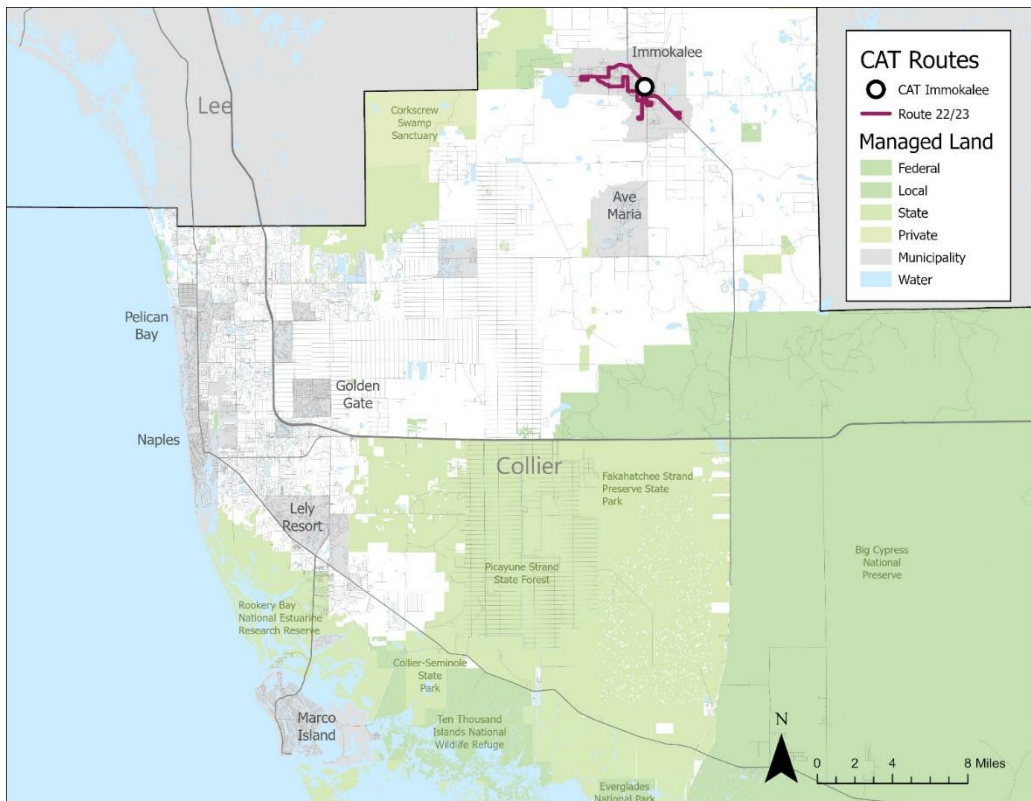 Immokalee
Lee
Corkscrew
Swamp
Sanctuary
Ave
Maria
Pelican
Bay
Golden
Gate
Naples
Collier
Fakahatchee Strand
Preserve State
Park
Lely
Resort
Big Cypress
National
Preserve
Picayune Strand
State Forest
Rookery Bay
National Estuarine
Research Reserve
Collier-Seminole
State
Park
Marco
Island
Ten Thousand
Islands National
Wildlife Refuge
Everglades
National Park
CAT Routes
CAT Immokalee
Route 22/23
Managed Land
Federal
Local
State
Private
Municipality
Water
N
0 2 4 8 Miles